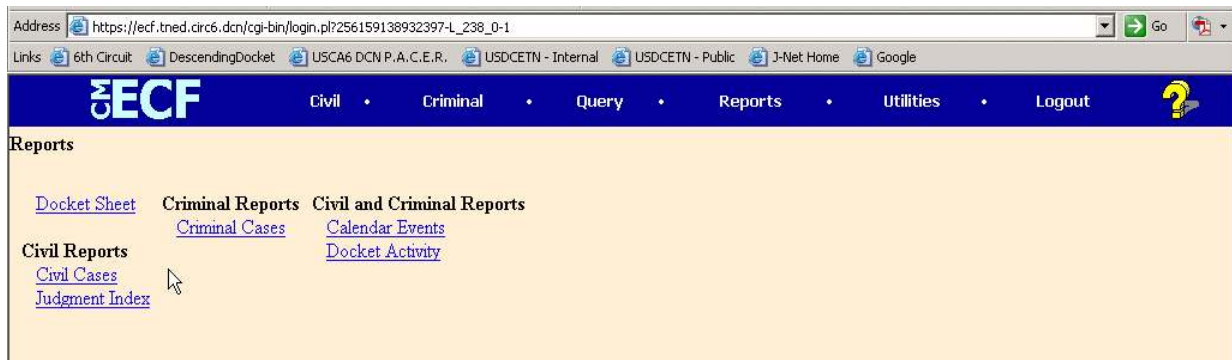 Address https://ecf.tned.circ6.dcn/cgi-bin/login.pl?256159138932397-L_238_0-1 Go
Links 6th Circuit DescendingDocket USCA6 DCN P.A.C.E.R. USDCETN - Internal USDCETN - Public J-Net Home Google
CM ECF Civil • Criminal • Query • Reports • Utilities • Logout ?
Reports
Docket Sheet Criminal Reports Civil and Criminal Reports
Criminal Cases Calendar Events
Civil Reports Docket Activity
Civil Cases
Judgment Index